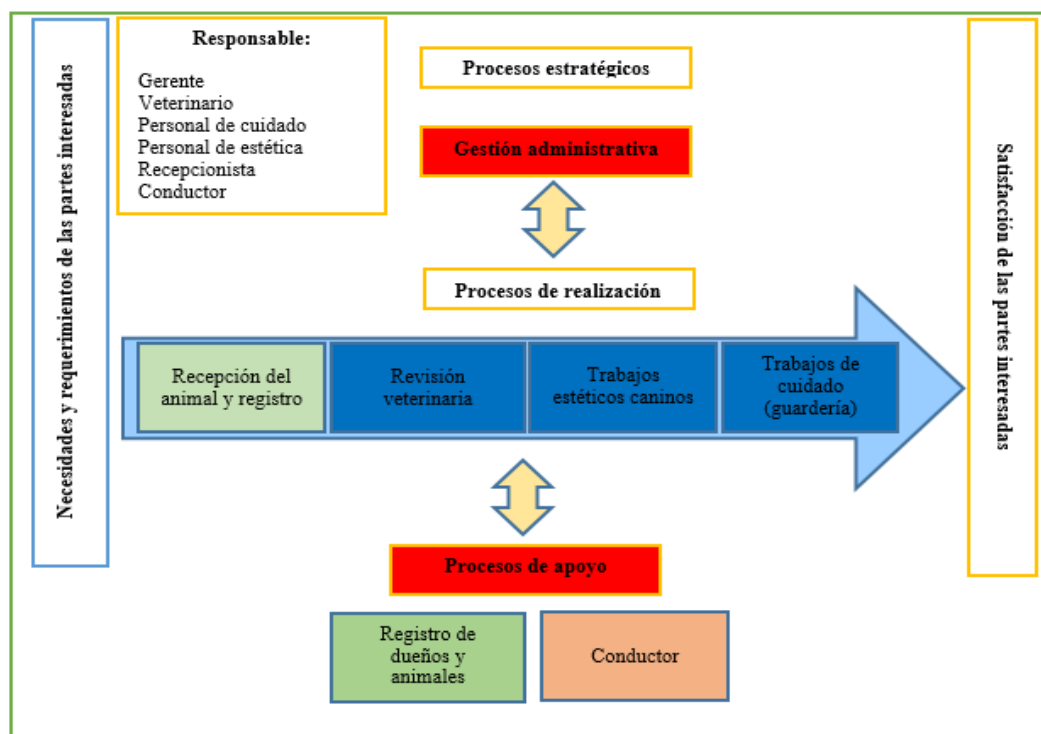 Necesidades y requerimientos de las partes interesadas
Responsable:
Gerente
Veterinario
Personal de cuidado
Personal de estética
Recepcionista
Conductor
Procesos estratégicos
Gestión administrativa
Procesos de realización
Recepción del
animal y registro
Revisión
veterinaria
Trabajos
estéticos caninos
Trabajos de
cuidado
(guardería)
Procesos de apoyo
Registro de
dueños y
animales
Conductor
Satisfacción de las partes interesadas